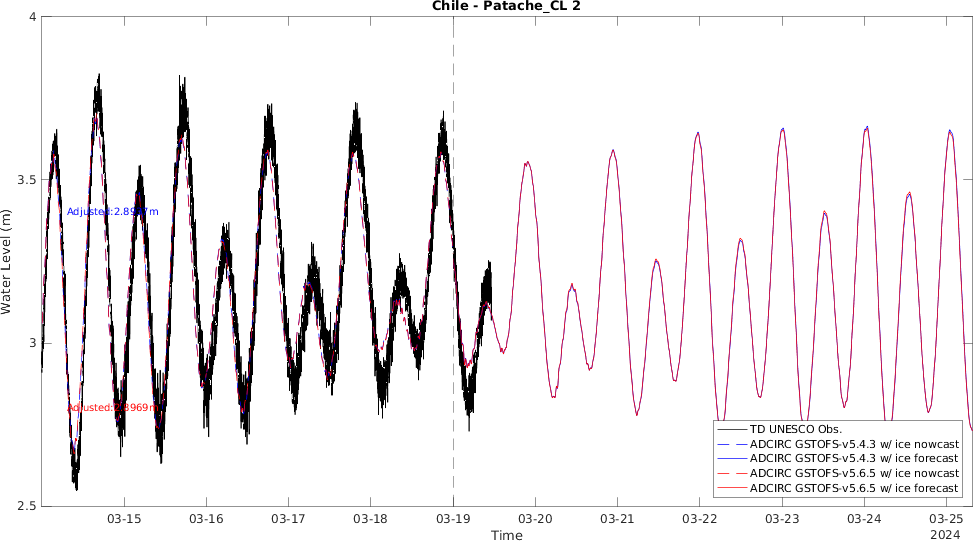 Chile - Patache_CL 2
Water Level (m)
4
3.5
3
2.5
Adjusted:
Adjusted:
TD UNESCO Obs.
ADCIRC GSTOFS-v5.4.3 w/ ice nowcast
ADCIRC GSTOFS-v5.4.3 w/ ice forecast
ADCIRC GSTOFS-v5.6.5 w/ ice nowcast
ADCIRC GSTOFS-v5.6.5 w/ ice forecast
03-15 03-16 03-17 03-18 03-19 03-20 03-21 03-22 03-23 03-24 03-25
2024
Time